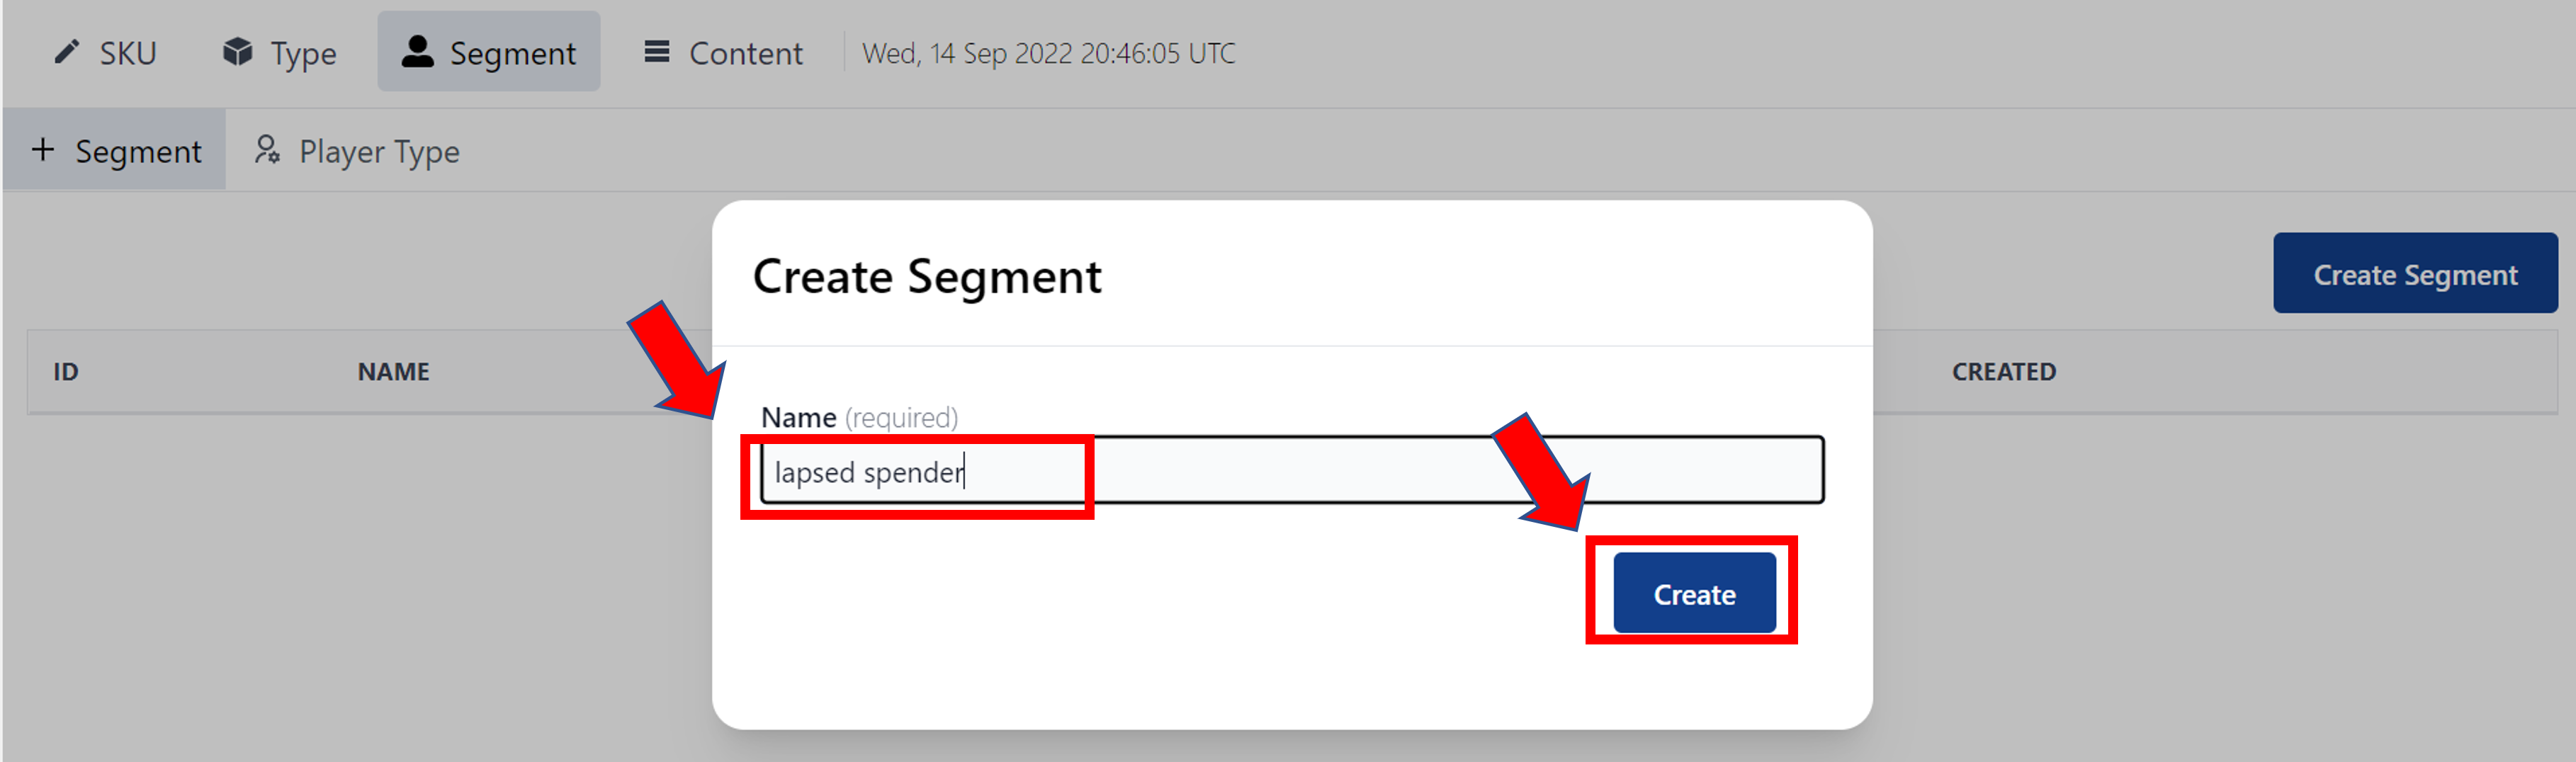 SKU Type Segment Content Wed, 14 Sep 2022 20:46:05 UTC
+ Segment Player Type
Create Segment
Create Segment
ID NAME CREATED
Name (required)
lapsed spender
Create